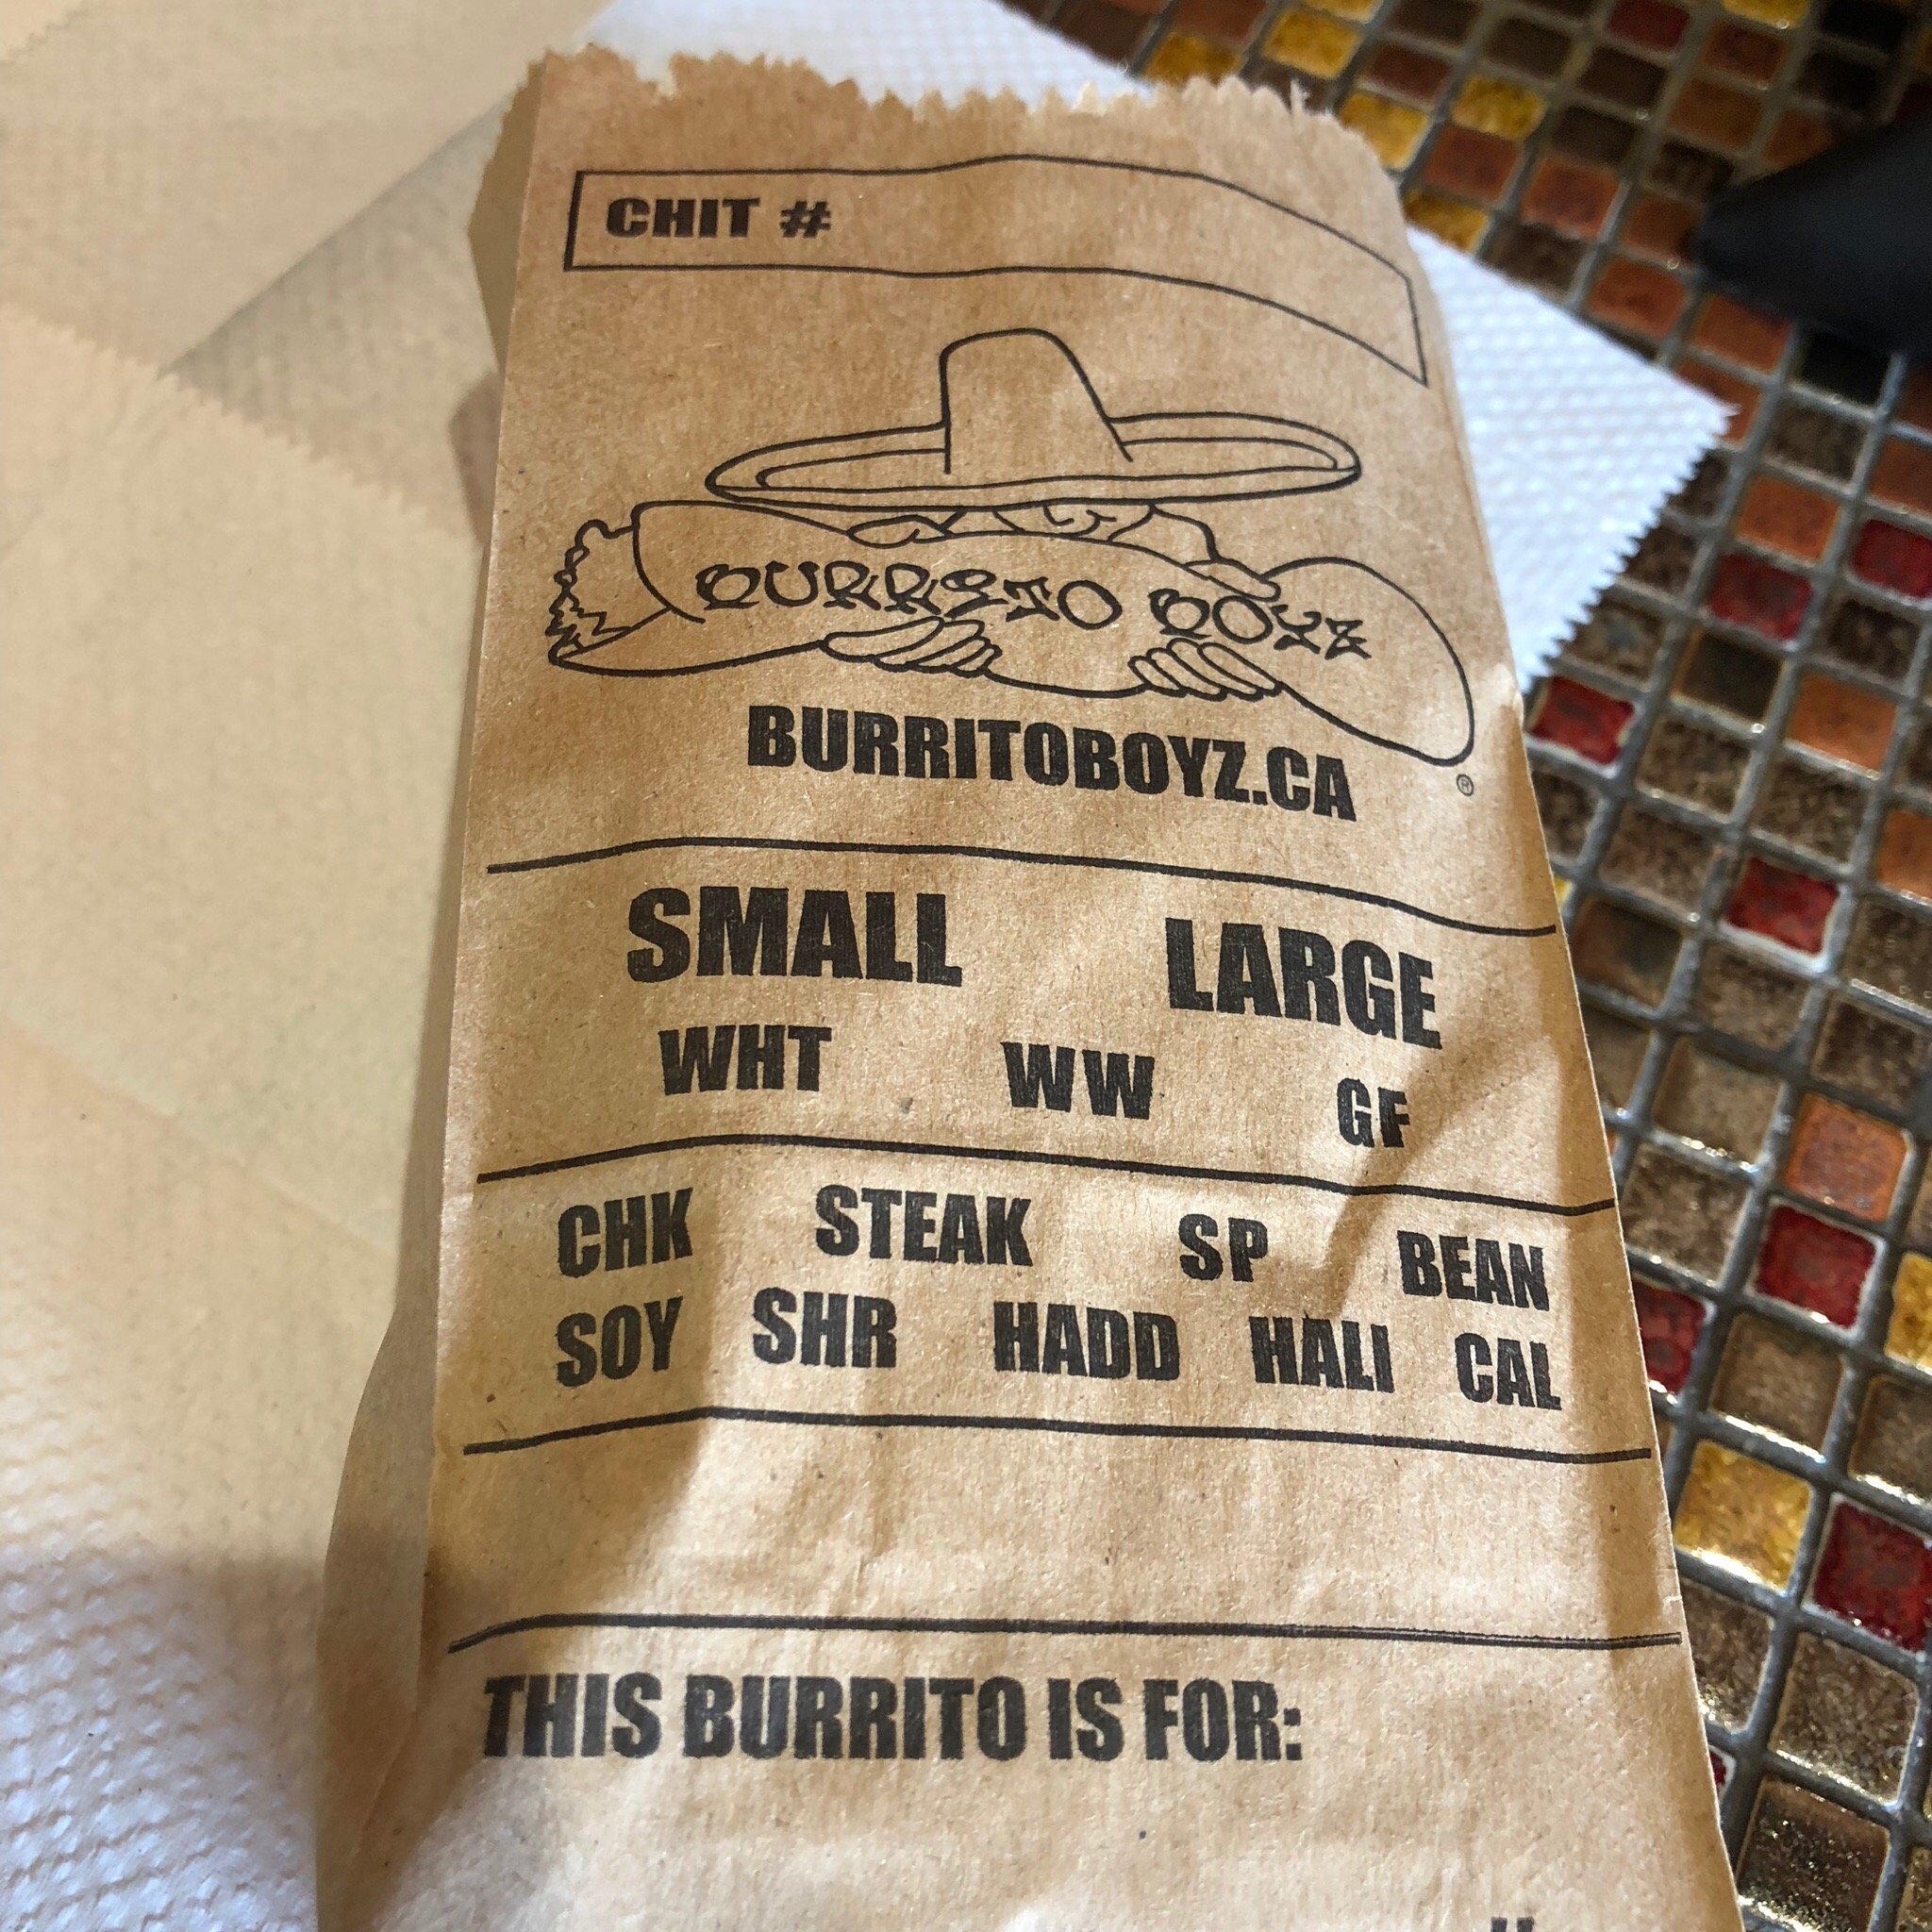 CHIT #
BURRITO BOYZ
®
BURRITOBOYZ.CA
SMALL LARGE
WHT WW GF
CHK STEAK SP BEAN
SOY SHR HADD HALI CAL
THIS BURRITO IS FOR: